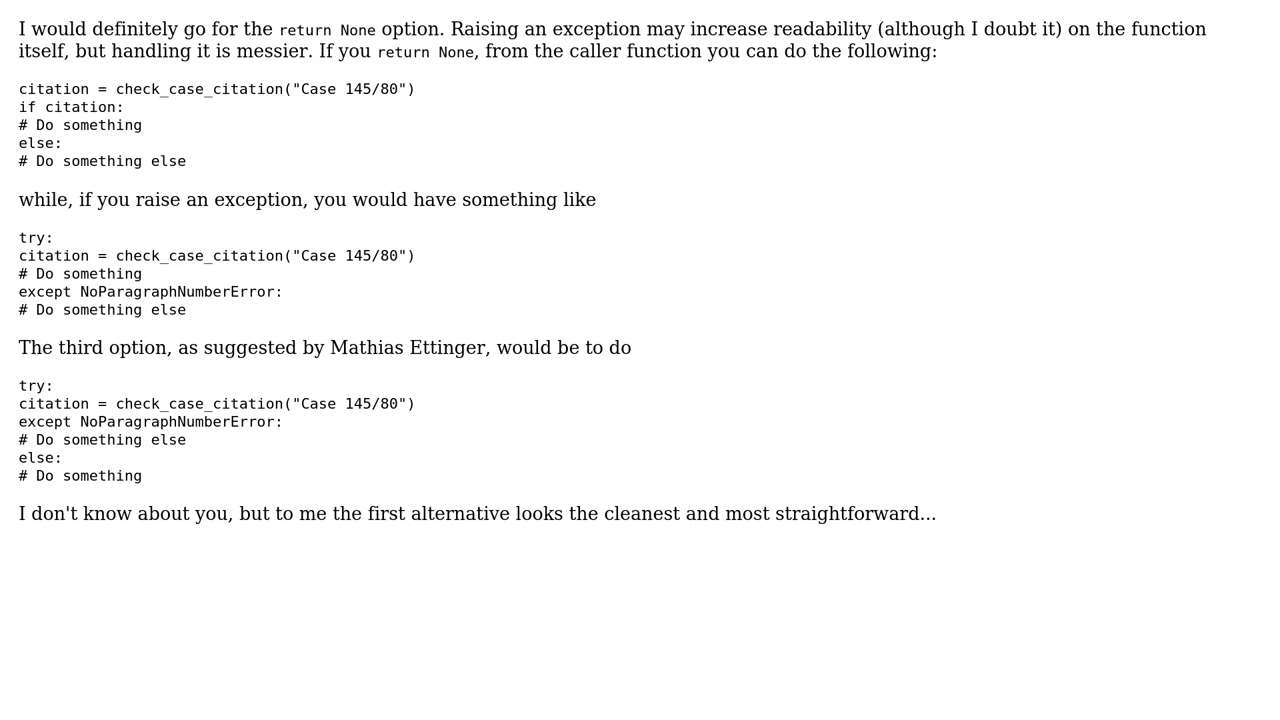 I would definitely go for the return None option. Raising an exception may increase readability (although I doubt it) on the function
itself, but handling it is messier. If you return None, from the caller function you can do the following:
citation = check_case_citation("Case 145/80")
if citation:
# Do something
else:
# Do something else
while, if you raise an exception, you would have something like
try:
citation = check_case_citation("Case 145/80")
# Do something
except NoParagraphNumberError:
# Do something else
The third option, as suggested by Mathias Ettinger, would be to do
try:
citation = check_case_citation("Case 145/80")
except NoParagraphNumberError:
# Do something else
else:
# Do something
I don't know about you, but to me the first alternative looks the cleanest and most straightforward...